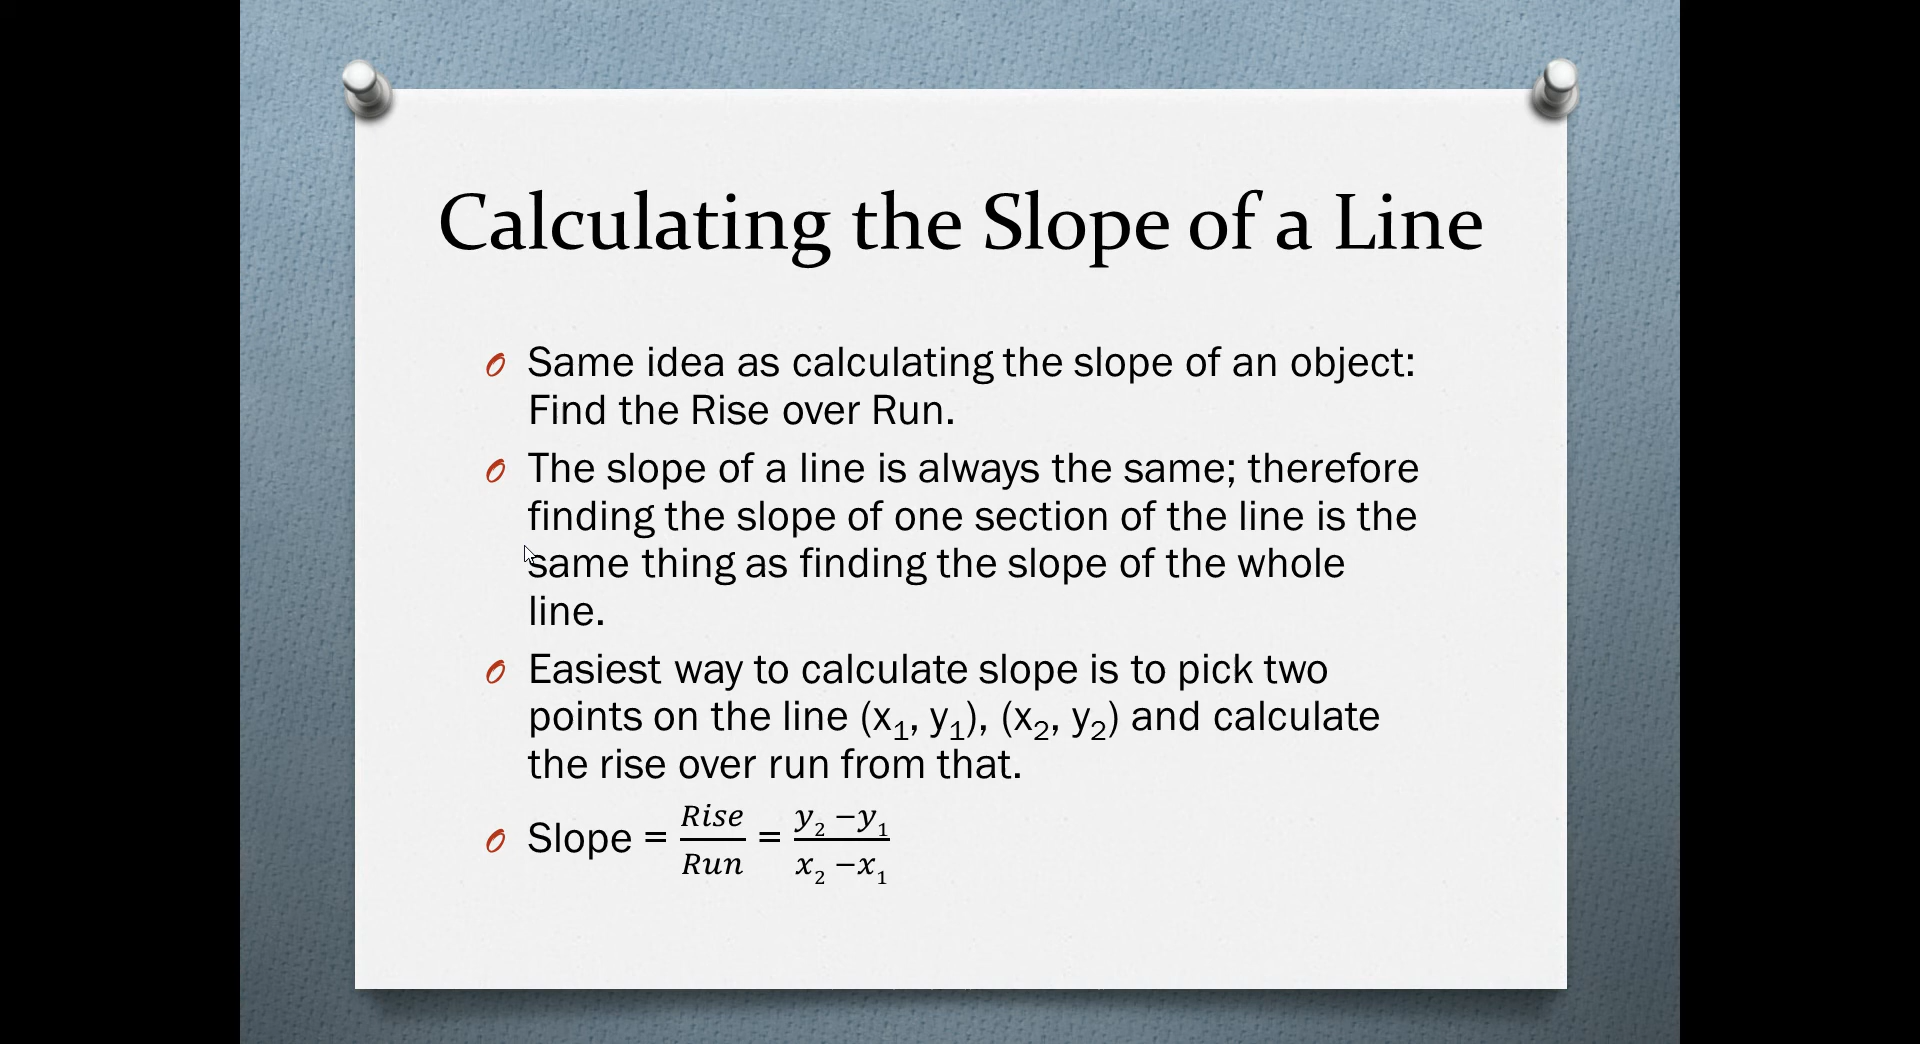 Calculating the Slope of a Line
Same idea as calculating the slope of an object:
Find the Rise over Run.
The slope of a line is always the same; therefore
finding the slope of one section of the line is the
same thing as finding the slope of the whole
line.
Easiest way to calculate slope is to pick two
points on the line (x₁, y₁), (x₂, y₂) and calculate
the rise over run from that.
Slope = Rise/Run = y₂ −y₁/x₂ −x₁